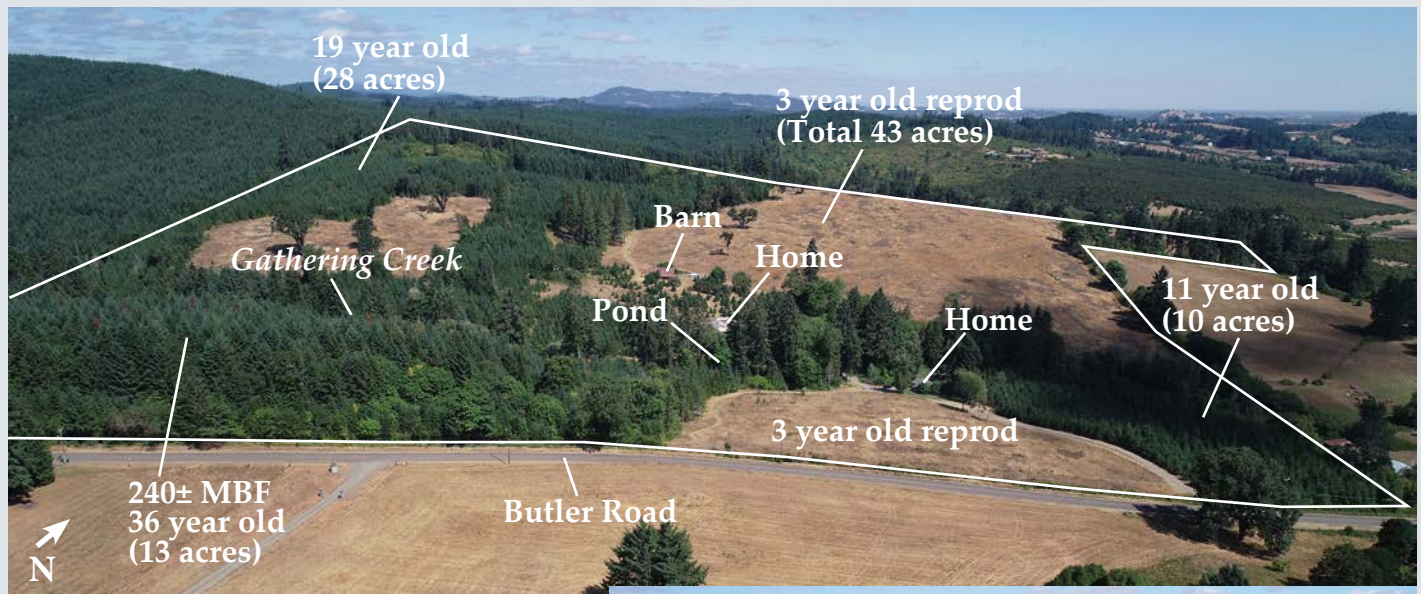 19 year old
(28 acres)
3 year old reprod
(Total 43 acres)
Barn
Gathering Creek
Home
Pond
11 year old
(10 acres)
Home
3 year old reprod
240± MBF
36 year old
(13 acres)
Butler Road
N